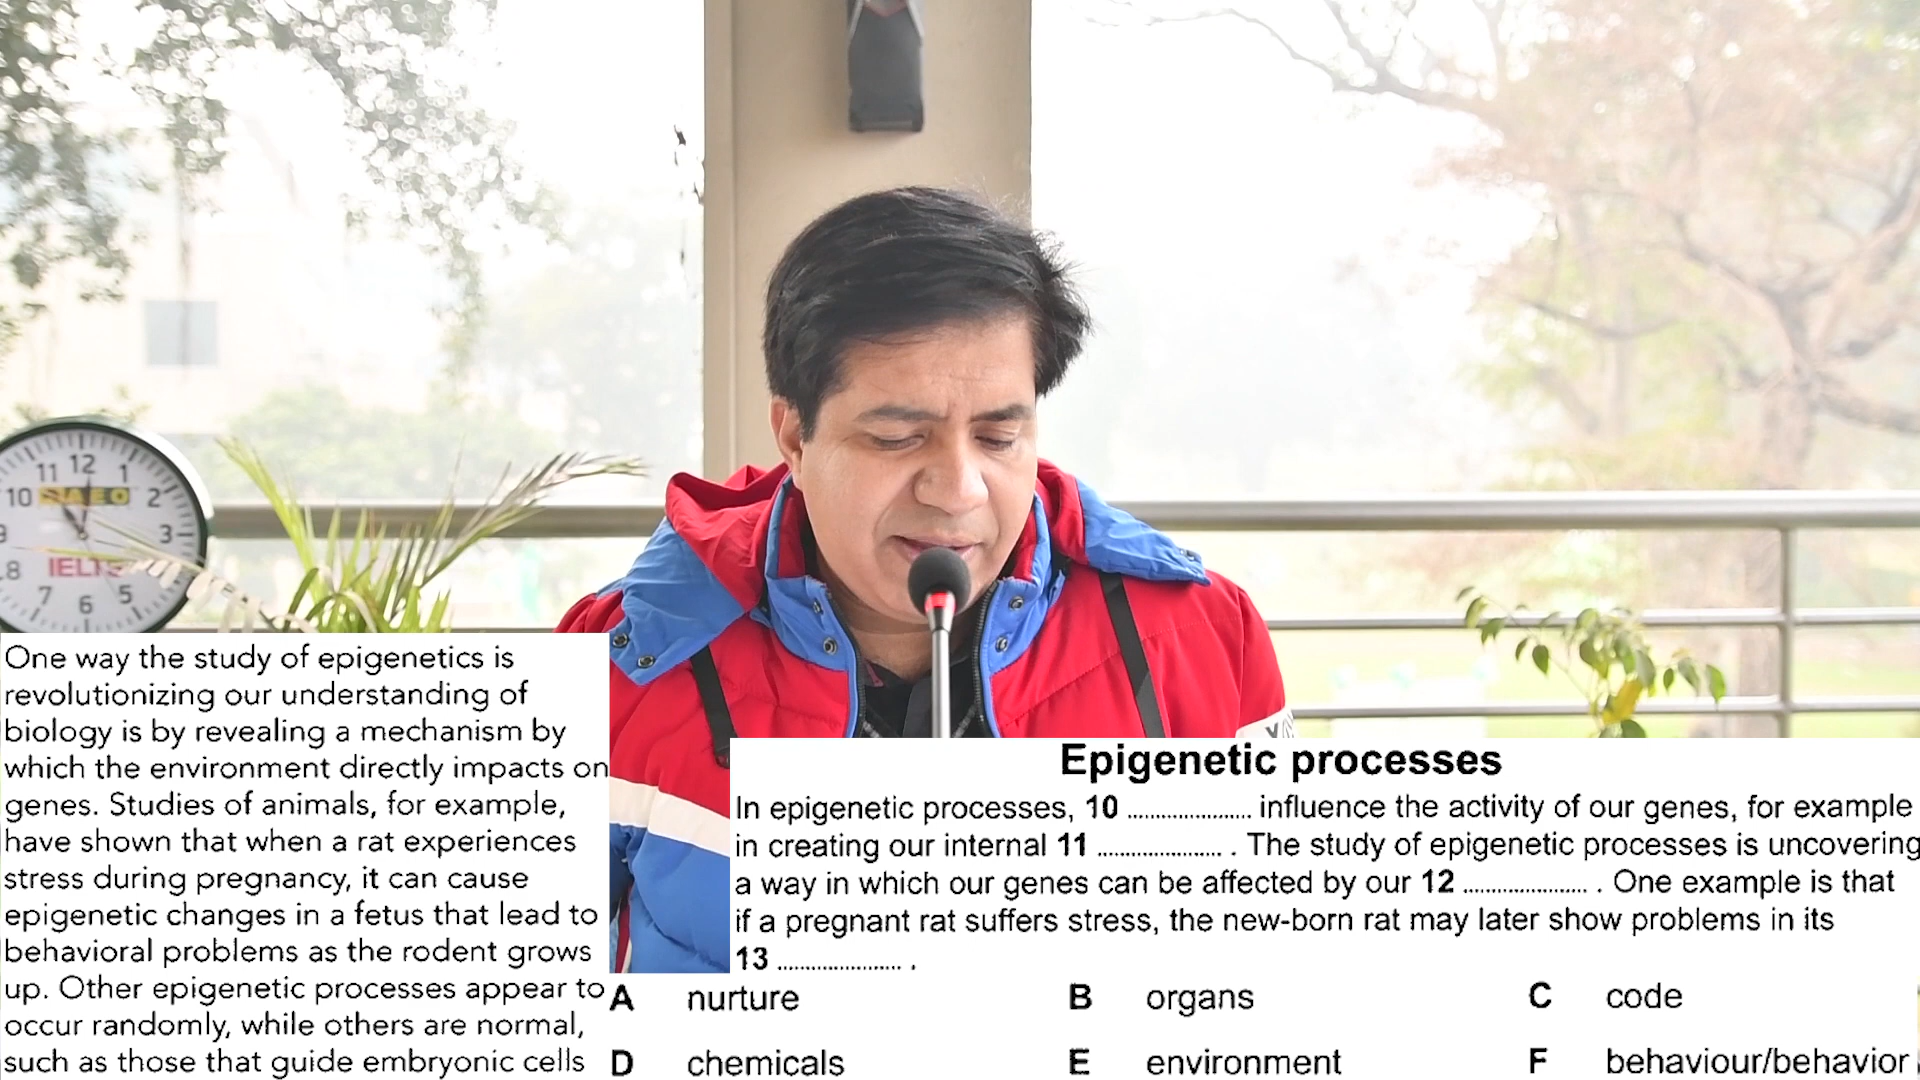 11 12 1
10 2
9 3
8 IELTS
7 6 5
One way the study of epigenetics is
revolutionizing our understanding of
biology is by revealing a mechanism by
which the environment directly impacts on
genes. Studies of animals, for example,
have shown that when a rat experiences
stress during pregnancy, it can cause
epigenetic changes in a fetus that lead to
behavioral problems as the rodent grows
up. Other epigenetic processes appear to
occur randomly, while others are normal,
such as those that guide embryonic cells
Epigenetic processes
In epigenetic processes, 10 ...................... influence the activity of our genes, for example
in creating our internal 11 ...................... . The study of epigenetic processes is uncovering
a way in which our genes can be affected by our 12 ...................... . One example is that
if a pregnant rat suffers stress, the new-born rat may later show problems in its
13 ...................... .
A nurture B organs C code
D chemicals E environment F behaviour/behavior